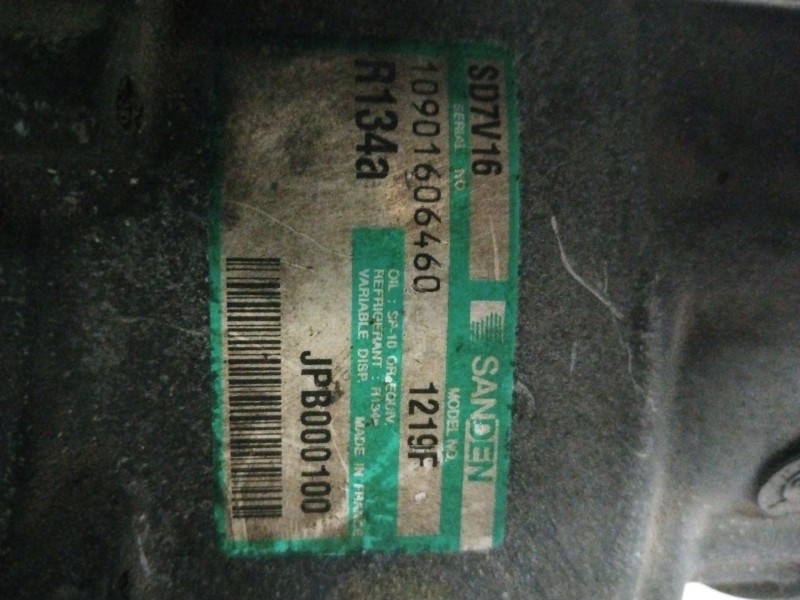 SD7V16 SANDEN
SERIAL NO. MODEL NO.
10901606460 1219F
R134a
OIL : SP-10 OR EQUIV.
REFRIGERANT : R134a
VARIABLE DISP. MADE IN FRANCE
JPB000100